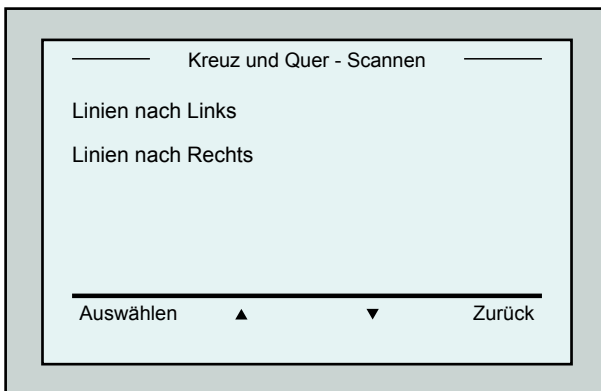 Kreuz und Quer - Scannen
Linien nach Links
Linien nach Rechts
Auswählen ▲ ▼ Zurück